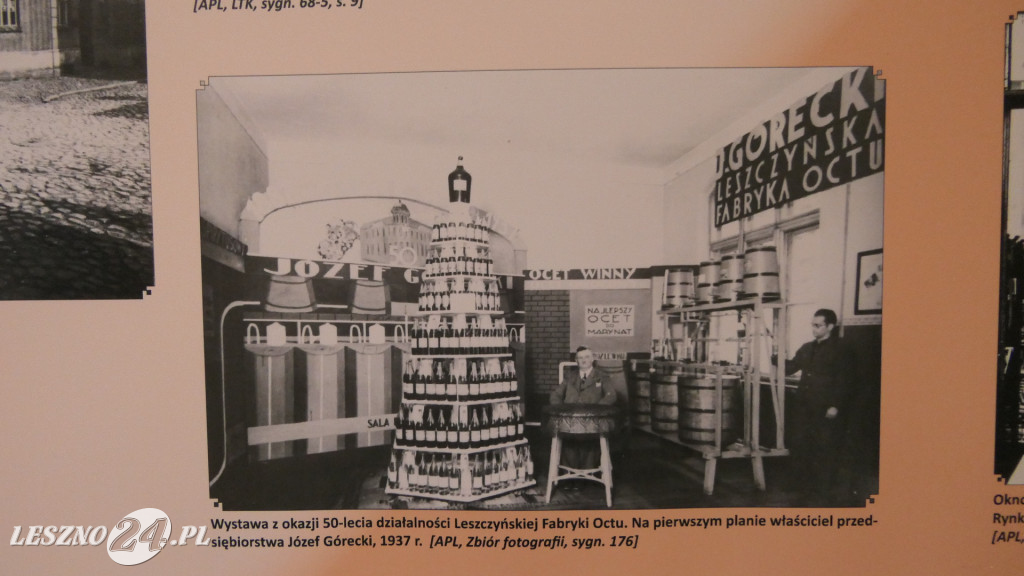 [APL, LTK, sygn. 68-5, s. 9]
J. GÓRECKI
LESZCZYŃSKA
FABRYKA OCTU
50
JÓZEF GÓ
OCET WINNY
NAJLEPSZY
OCET
DO
MARYNAT
SALA
Wystawa z okazji 50-lecia działalności Leszczyńskiej Fabryki Octu. Na pierwszym planie właściciel przed-
siębiorstwa Józef Górecki, 1937 r. [APL, Zbiór fotografii, sygn. 176]
Okno
Rynk
[APL,
LESZNO24.PL